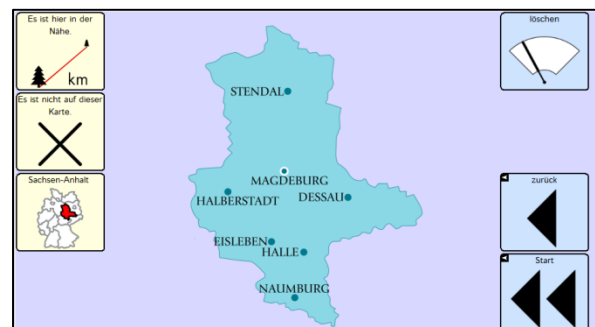 Es ist hier in der
Nähe.
km
Es ist nicht auf dieser
Karte.
Sachsen-Anhalt
STENDAL
MAGDEBURG
HALBERSTADT
DESSAU
EISLEBEN
HALLE
NAUMBURG
löschen
zurück
Start